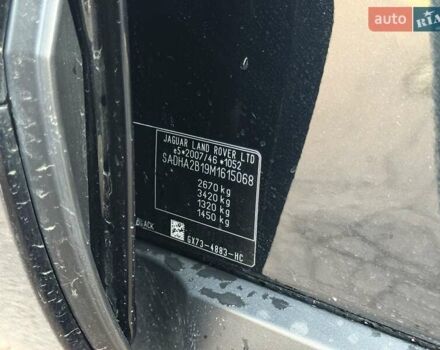 auto RIA
JAGUAR LAND ROVER LTD
e5*2007/46 *1052
SADHA2B19M1615068
2670 kg
3420 kg
1320 kg
1450 kg
BLACK
GX73-4883-HC